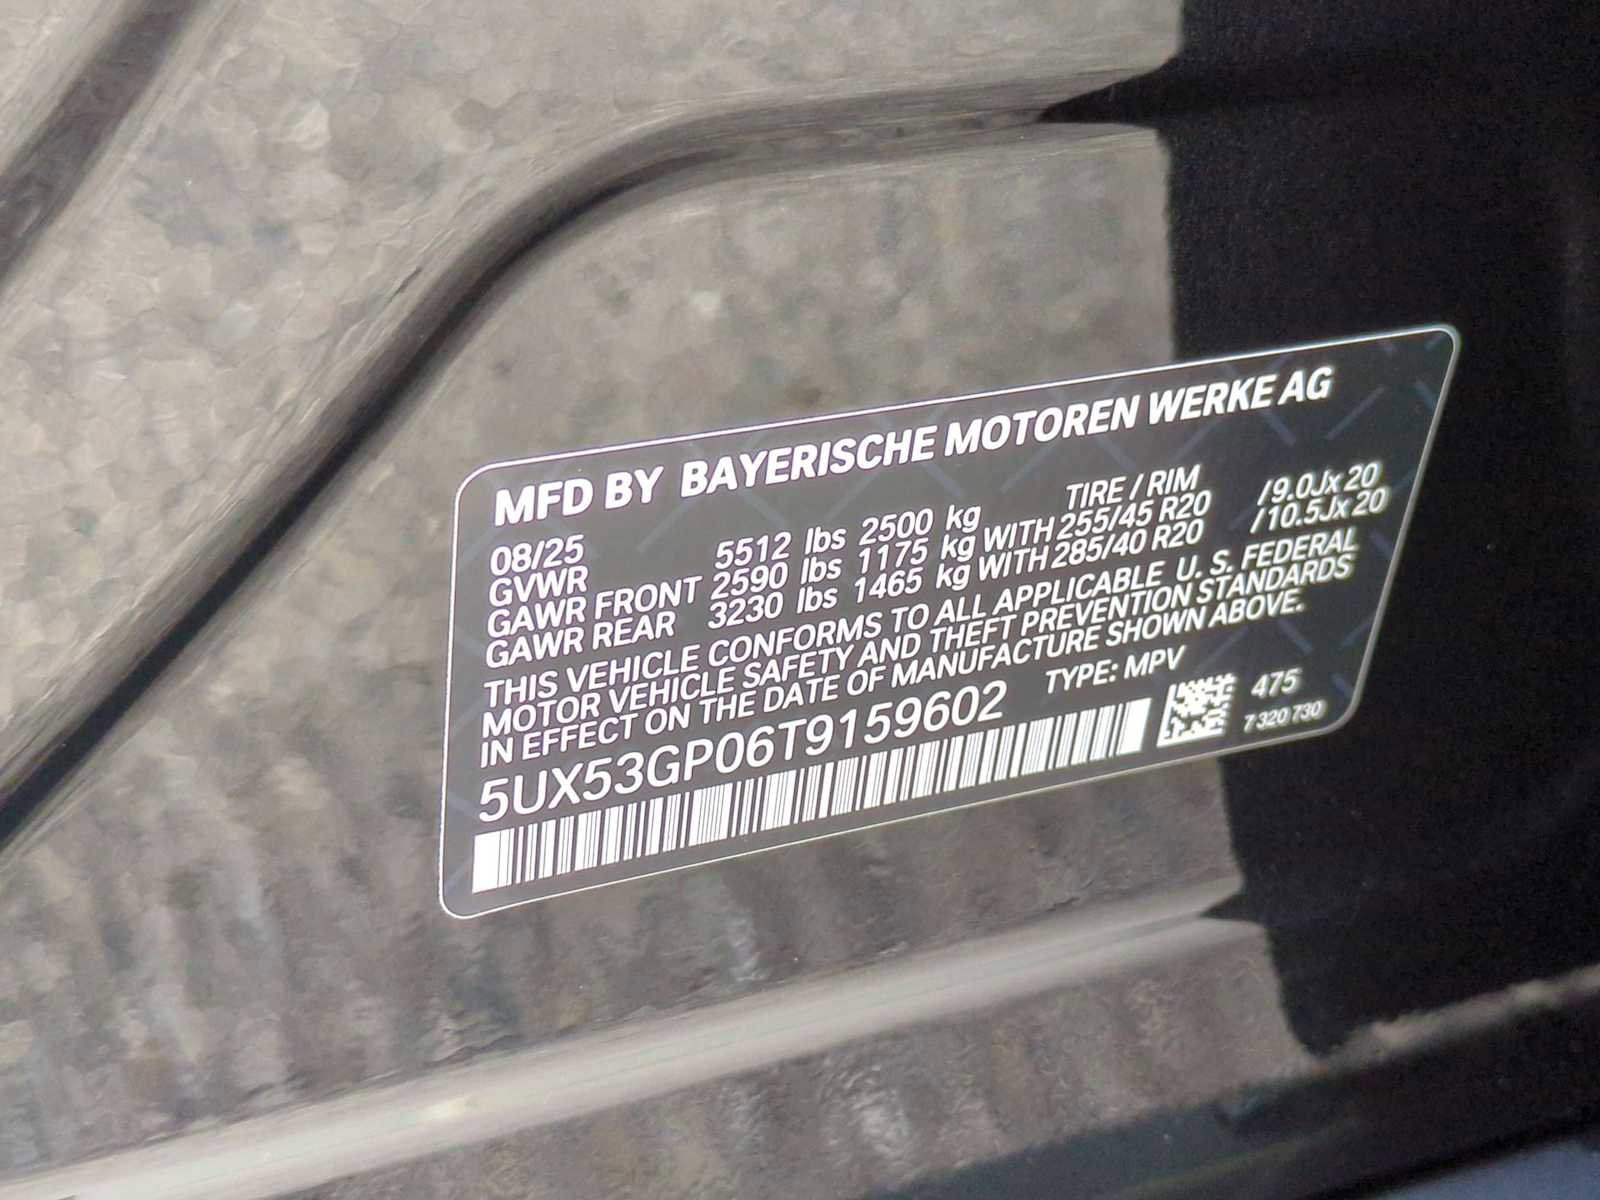 MFD BY BAYERISCHE MOTOREN WERKE AG
08/25 TIRE / RIM
GVWR 5512 lbs 2500 kg
GAWR FRONT 2590 lbs 1175 kg WITH 255/45 R20 /9.0Jx20
GAWR REAR 3230 lbs 1465 kg WITH 285/40 R20 /10.5Jx20
THIS VEHICLE CONFORMS TO ALL APPLICABLE U. S. FEDERAL
MOTOR VEHICLE SAFETY AND THEFT PREVENTION STANDARDS
IN EFFECT ON THE DATE OF MANUFACTURE SHOWN ABOVE.
5UX53GP06T9159602 TYPE: MPV
475
7 320 730